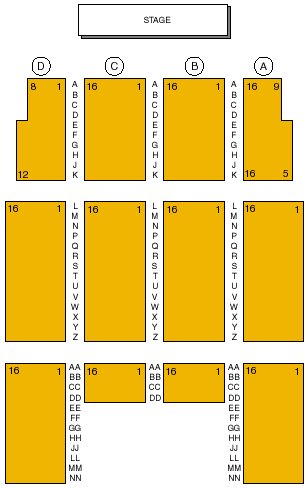 STAGE
D C B A
8 1 A 16 1 A 16 1 A 16 9
B B B
C C C
D D D
E E E
F F F
G G G
H H H
J J J
12 K K K 16 5
16 1 L 16 1 L 16 1 L 16 1
M M M
N N N
P P P
Q Q Q
R R R
S S S
T T T
U U U
V V V
W W W
X X X
Y Y Y
Z Z Z
16 1 AA 16 1 AA 16 1 AA 16 1
BB BB BB
CC CC CC
DD DD DD
EE EE
FF FF
GG GG
HH HH
JJ JJ
LL LL
MM MM
NN NN